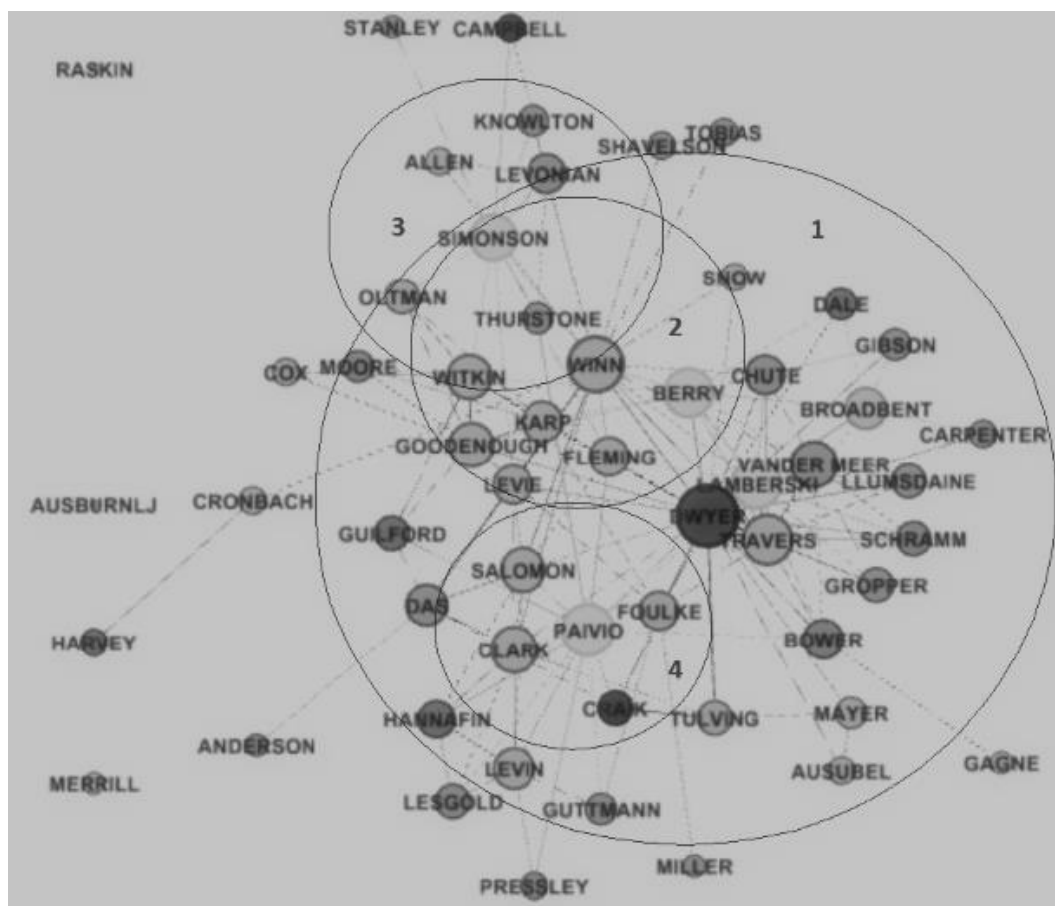 STANLEY
CAMPBELL
RASKIN
KNOWLTON
TOBIAS
SHAVELSON
ALLEN
LEVONIAN
3
1
SIMONSON
SNOW
OLTMAN
DALE
THURSTONE
2
GIBSON
COX
MOORE
WINN
WITKIN
CHUTE
BERRY
BROADBENT
KARP
CARPENTER
GOODENOUGH
FLEMING
VANDER MEER
LEVIE
LAMBERSKI
LLUMSDAINE
AUSBURNLJ
CRONBACH
DWYER
GUILFORD
TRAVERS
SCHRAMM
SALOMON
GROPPER
DAS
FOULKE
PAIVIO
HARVEY
CLARK
BOWER
4
HANNAFIN
CRAIK
TULVING
MAYER
ANDERSON
GAGNE
LEVIN
AUSUBEL
MERRILL
LESGOLD
GUTTMANN
MILLER
PRESSLEY